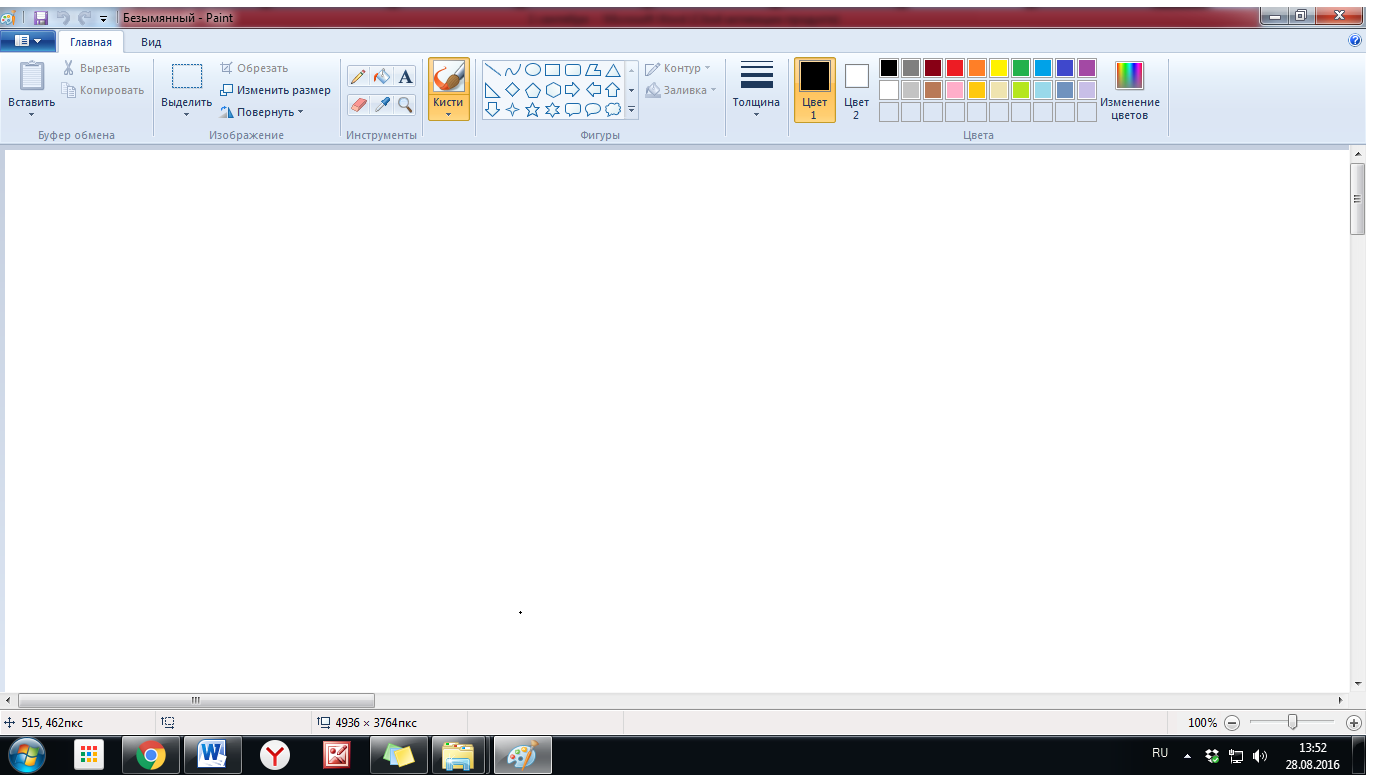 Безымянный - Paint
Главная Вид
Вставить
Вырезать
Копировать
Буфер обмена
Выделить
Обрезать
Изменить размер
Повернуть
Изображение
A
Инструменты
Кисти
Контур
Заливка
Фигуры
Толщина
Цвет
1
Цвет
2
Изменение
цветов
Цвета
515, 462пкс 4936 × 3764пкс 100%
RU 13:52
28.08.2016